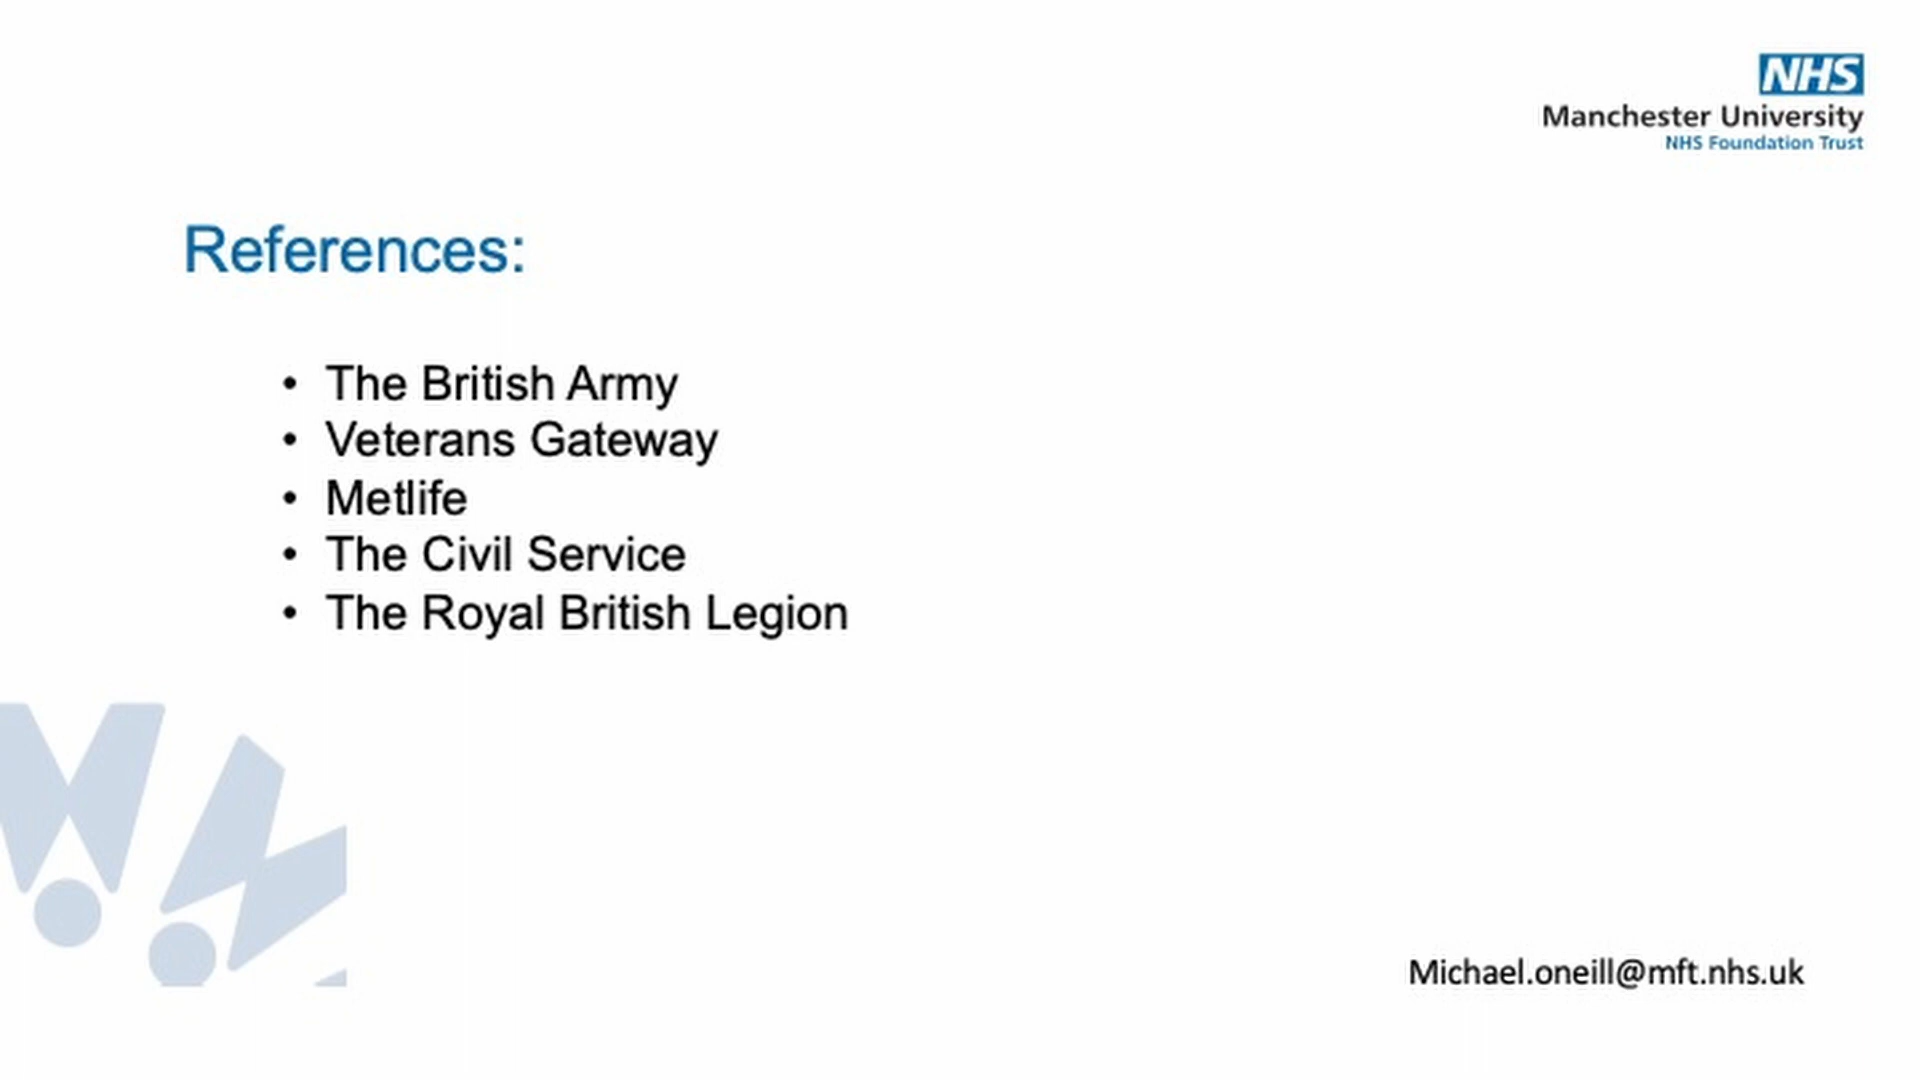 NHS
Manchester University
NHS Foundation Trust
References:
• The British Army
• Veterans Gateway
• Metlife
• The Civil Service
• The Royal British Legion
Michael.oneill@mft.nhs.uk